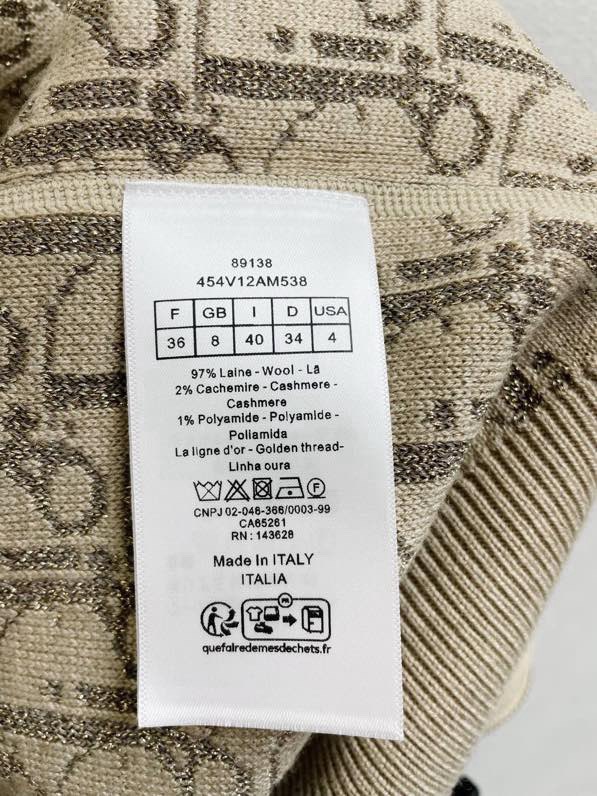 89138
454V12AM538
F GB I D USA
36 8 40 34 4
97% Laine - Wool - Lã
2% Cachemire - Cashmere -
Cashmere
1% Polyamide - Polyamide -
Poliamida
La ligne d'or - Golden thread-
Linha oura
F
CNPJ 02-046-366/0003-99
CA65261
RN : 143628
Made In ITALY
ITALIA
FR
quefairedemesdechets.fr